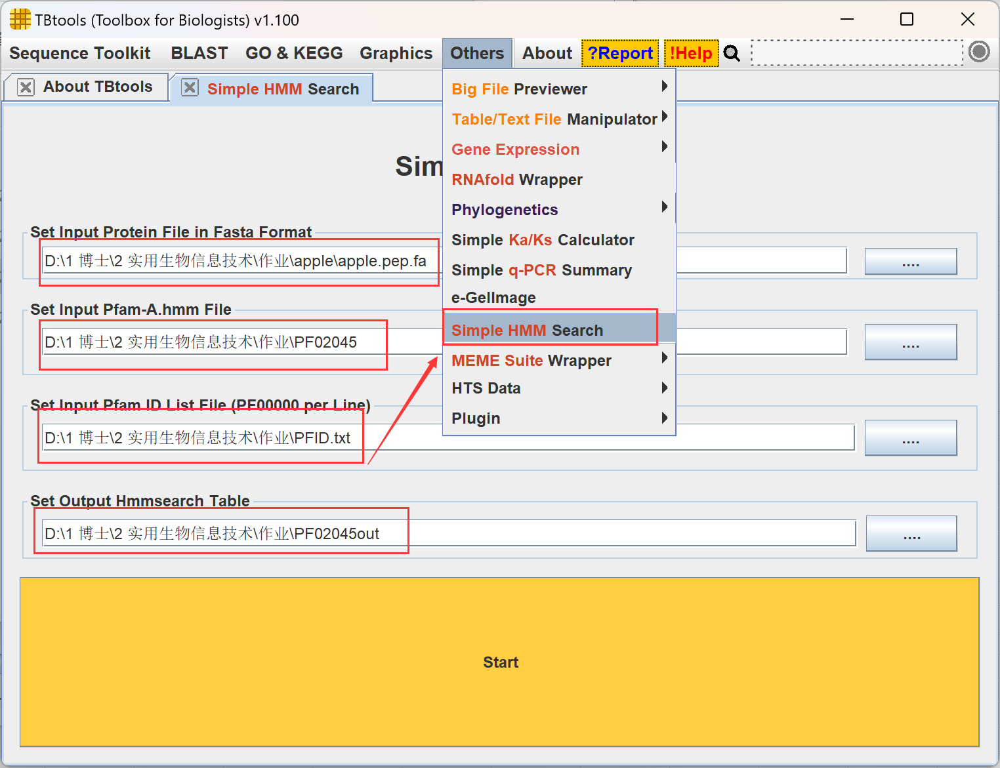 TBtools (Toolbox for Biologists) v1.100
Sequence Toolkit BLAST GO & KEGG Graphics Others About ?Report !Help
About TBtools Simple HMM Search
Big File Previewer
Table/Text File Manipulator
Gene Expression
RNAfold Wrapper
Phylogenetics
Simple Ka/Ks Calculator
Simple q-PCR Summary
e-GelImage
Simple HMM Search
MEME Suite Wrapper
HTS Data
Plugin
Sim
Set Input Protein File in Fasta Format
D:\1 博士\2 实用生物信息技术\作业\apple\apple.pep.fa
....
Set Input Pfam-A.hmm File
D:\1 博士\2 实用生物信息技术\作业\PF02045
....
Set Input Pfam ID List File (PF00000 per Line)
D:\1 博士\2 实用生物信息技术\作业\PFID.txt
....
Set Output Hmmsearch Table
D:\1 博士\2 实用生物信息技术\作业\PF02045out
....
Start